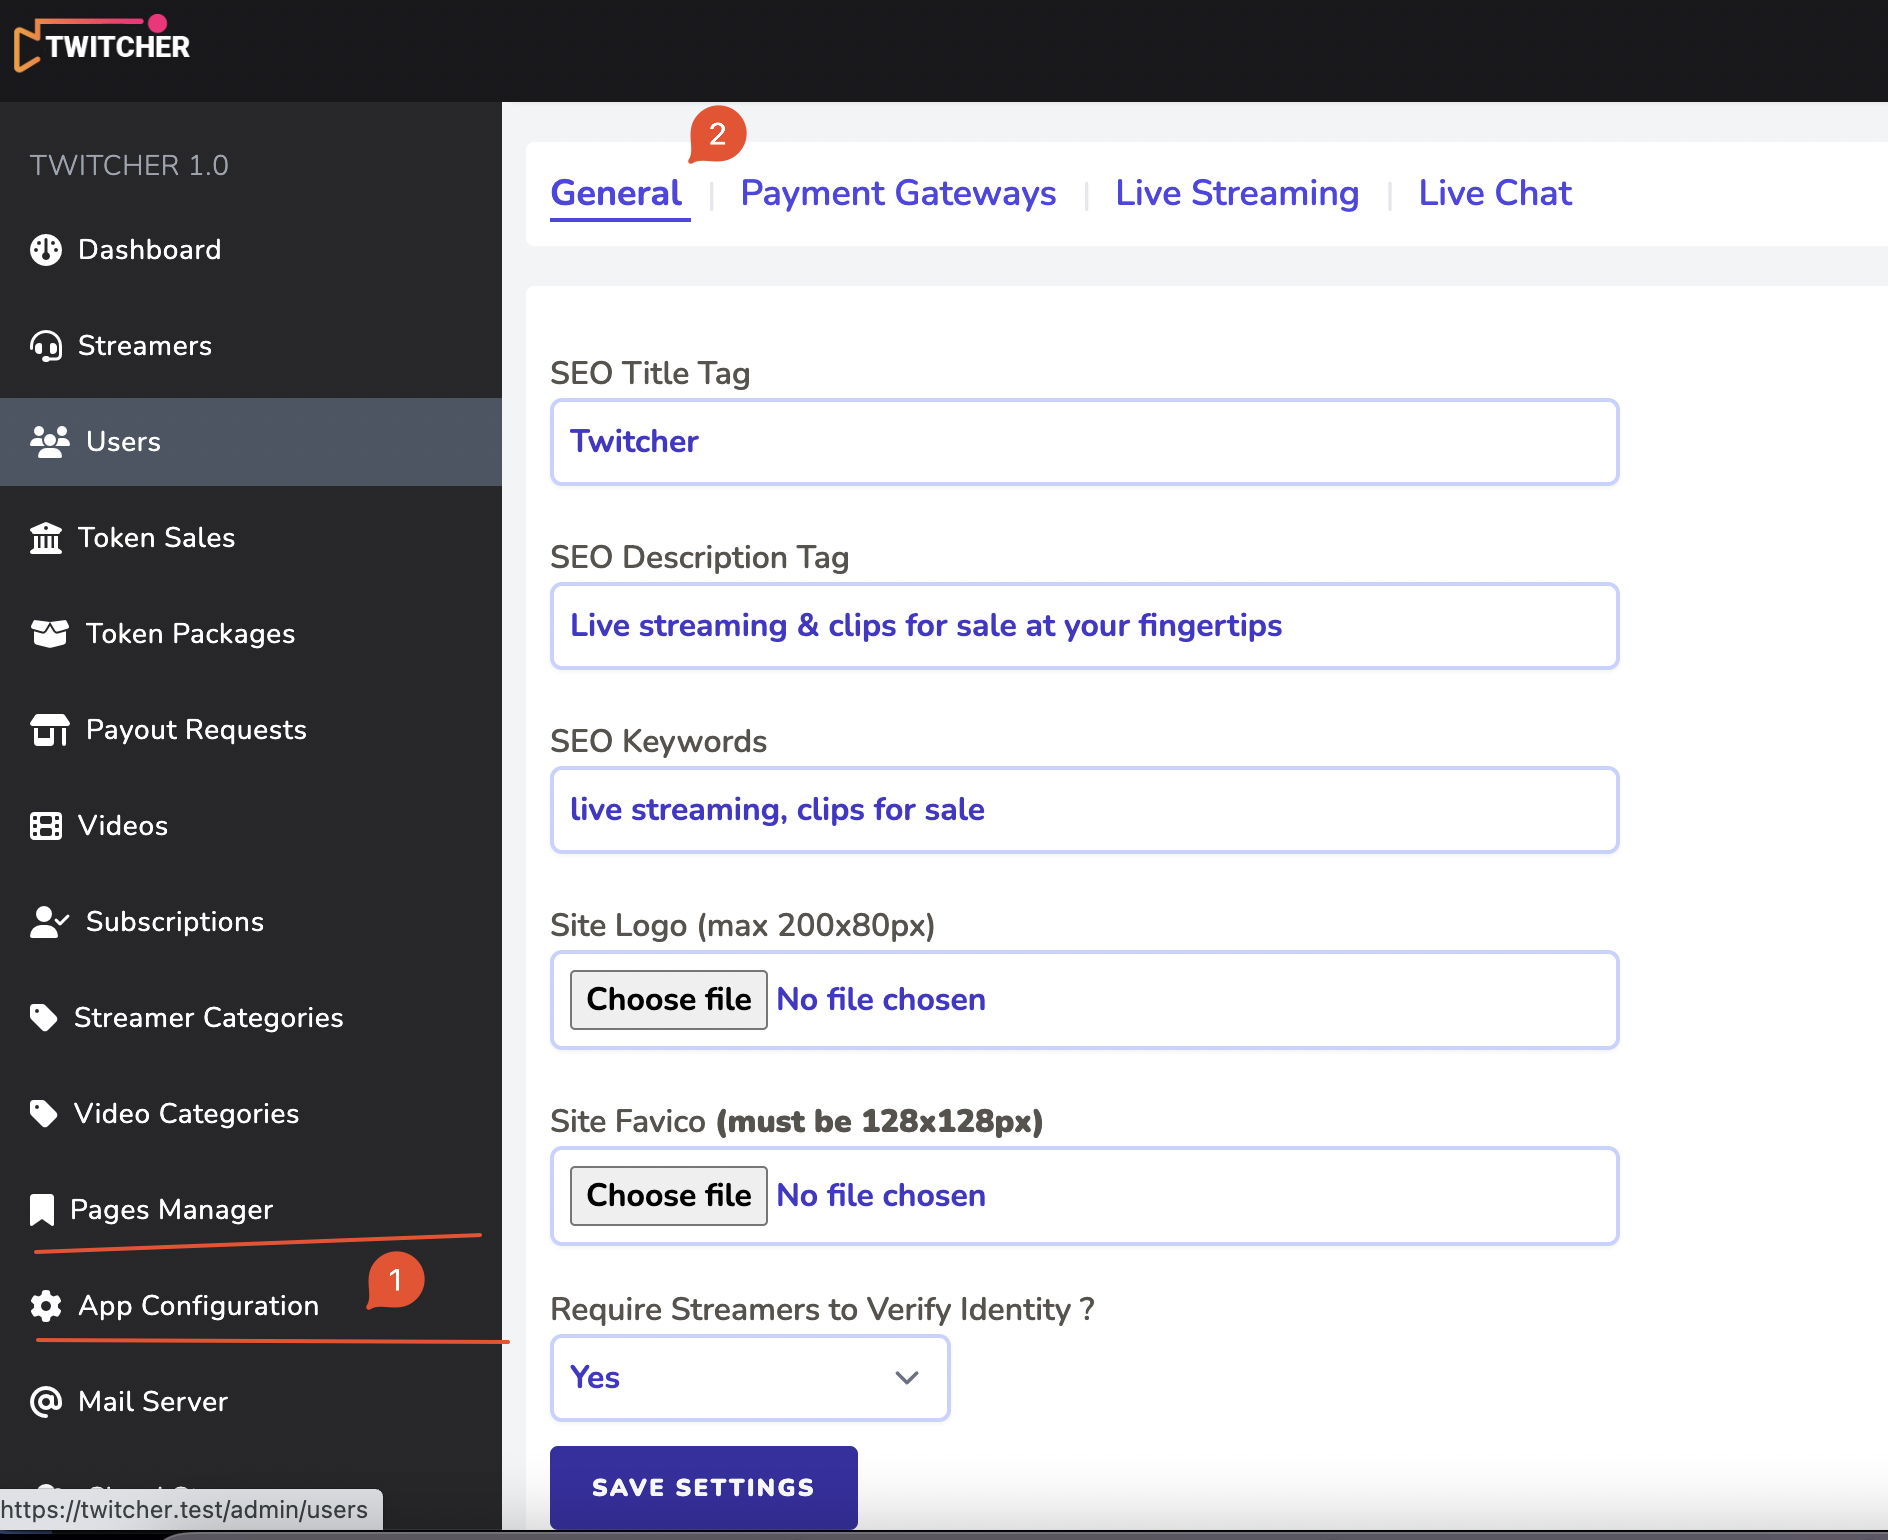 TWITCHER
TWITCHER 1.0
Dashboard
Streamers
Users
Token Sales
Token Packages
Payout Requests
Videos
Subscriptions
Streamer Categories
Video Categories
Pages Manager
1
App Configuration
Mail Server
https://twitcher.test/admin/users
2
General | Payment Gateways | Live Streaming | Live Chat
SEO Title Tag
Twitcher
SEO Description Tag
Live streaming & clips for sale at your fingertips
SEO Keywords
live streaming, clips for sale
Site Logo (max 200x80px)
Choose file No file chosen
Site Favico (must be 128x128px)
Choose file No file chosen
Require Streamers to Verify Identity ?
Yes
SAVE SETTINGS